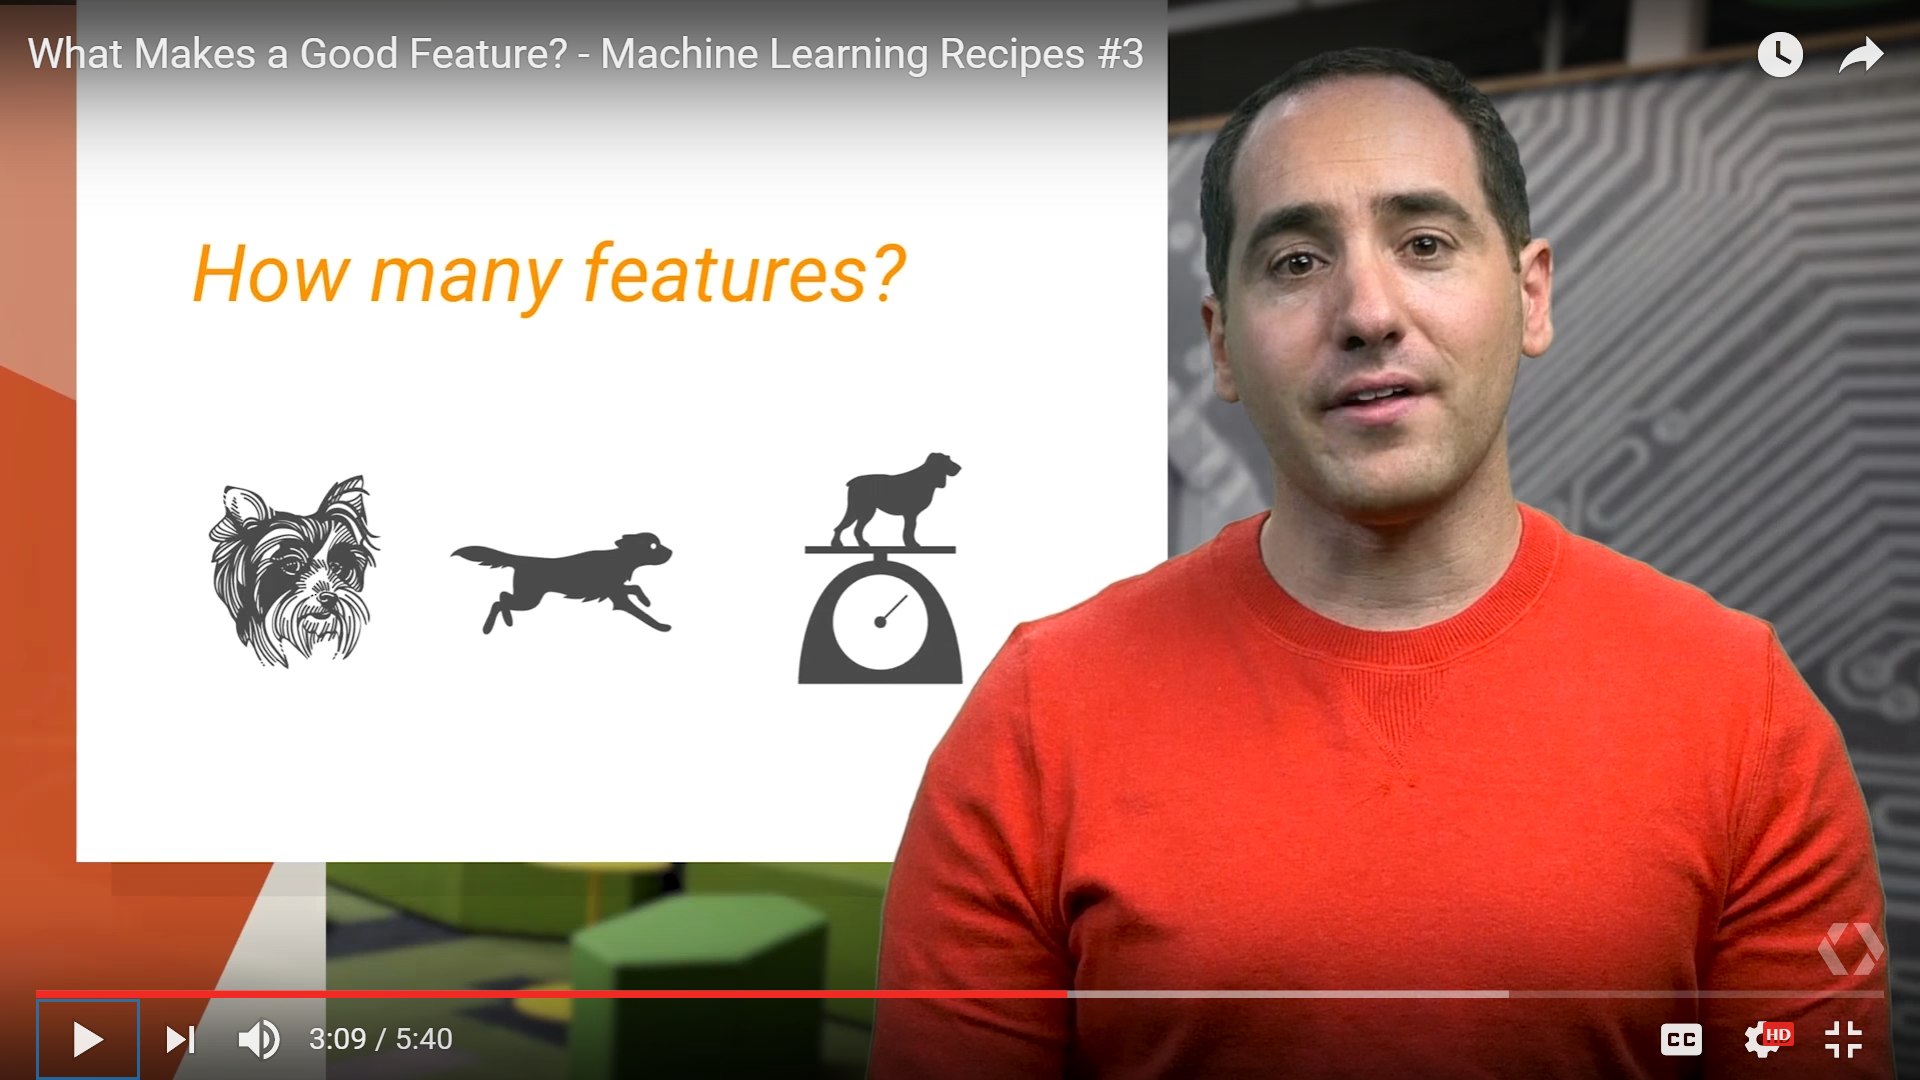 What Makes a Good Feature? - Machine Learning Recipes #3
How many features?
3:09 / 5:40
CC
HD